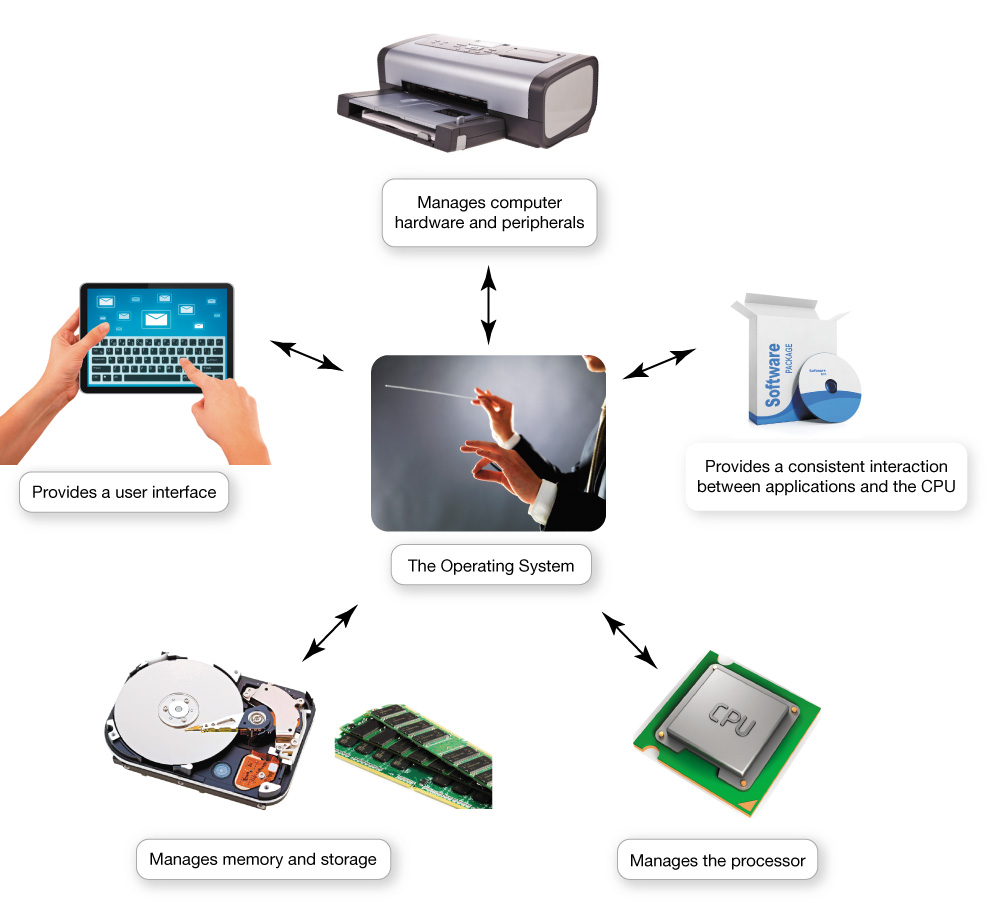 Manages computer
hardware and peripherals
Software
PACKAGE
Provides a user interface
Provides a consistent interaction
between applications and the CPU
The Operating System
CPU
Manages memory and storage
Manages the processor